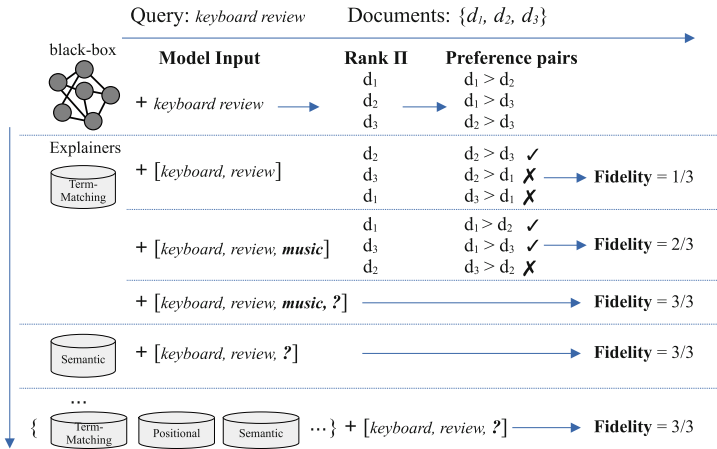 Query: keyboard review Documents: {d1, d2, d3}
black-box Model Input Rank Π Preference pairs
d1 d1 > d2
+ keyboard review d2 d1 > d3
d3 d2 > d3
Explainers
Term-Matching
+ [keyboard, review]
d2 d2 > d3 ✓
d3 d2 > d1 ✗ Fidelity = 1/3
d1 d3 > d1 ✗
d1 d1 > d2 ✓
+ [keyboard, review, music] d3 d1 > d3 ✓ Fidelity = 2/3
d2 d3 > d2 ✗
+ [keyboard, review, music, ?] Fidelity = 3/3
Semantic + [keyboard, review, ?] Fidelity = 3/3
...
{ Term-Matching Positional Semantic ...} + [keyboard, review, ?] Fidelity = 3/3